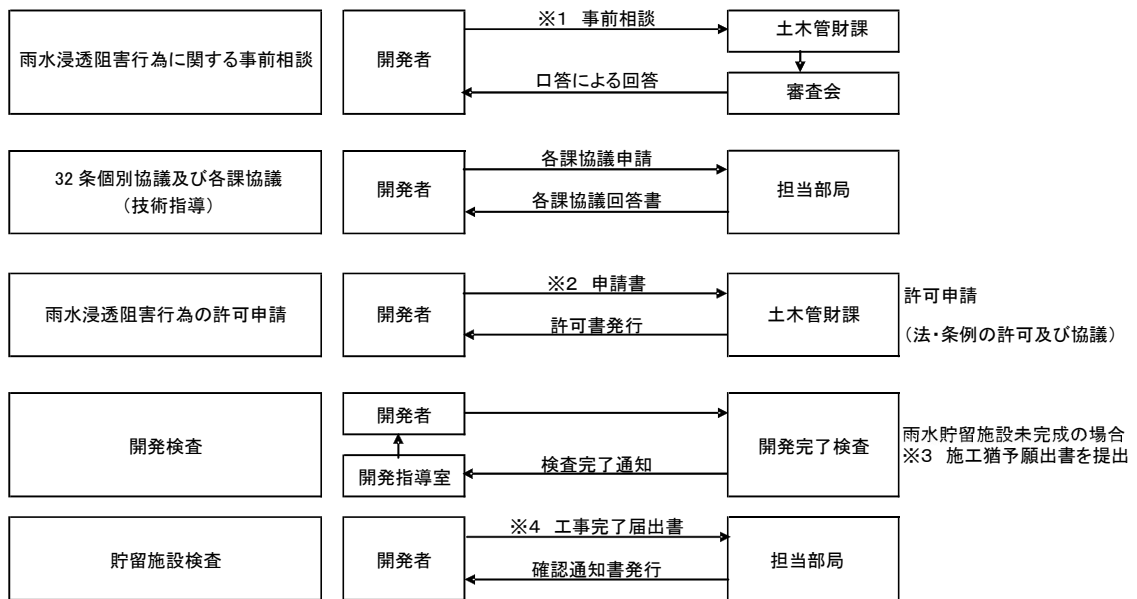 雨水浸透阻害行為に関する事前相談
開発者
※1 事前相談
口答による回答
土木管財課
審査会
32条個別協議及び各課協議
（技術指導）
開発者
各課協議申請
各課協議回答書
担当部局
雨水浸透阻害行為の許可申請
開発者
※2 申請書
許可書発行
土木管財課
許可申請
（法・条例の許可及び協議）
開発検査
開発者
開発指導室
検査完了通知
開発完了検査
雨水貯留施設未完成の場合
※3 施工猶予願出書を提出
貯留施設検査
開発者
※4 工事完了届出書
確認通知書発行
担当部局